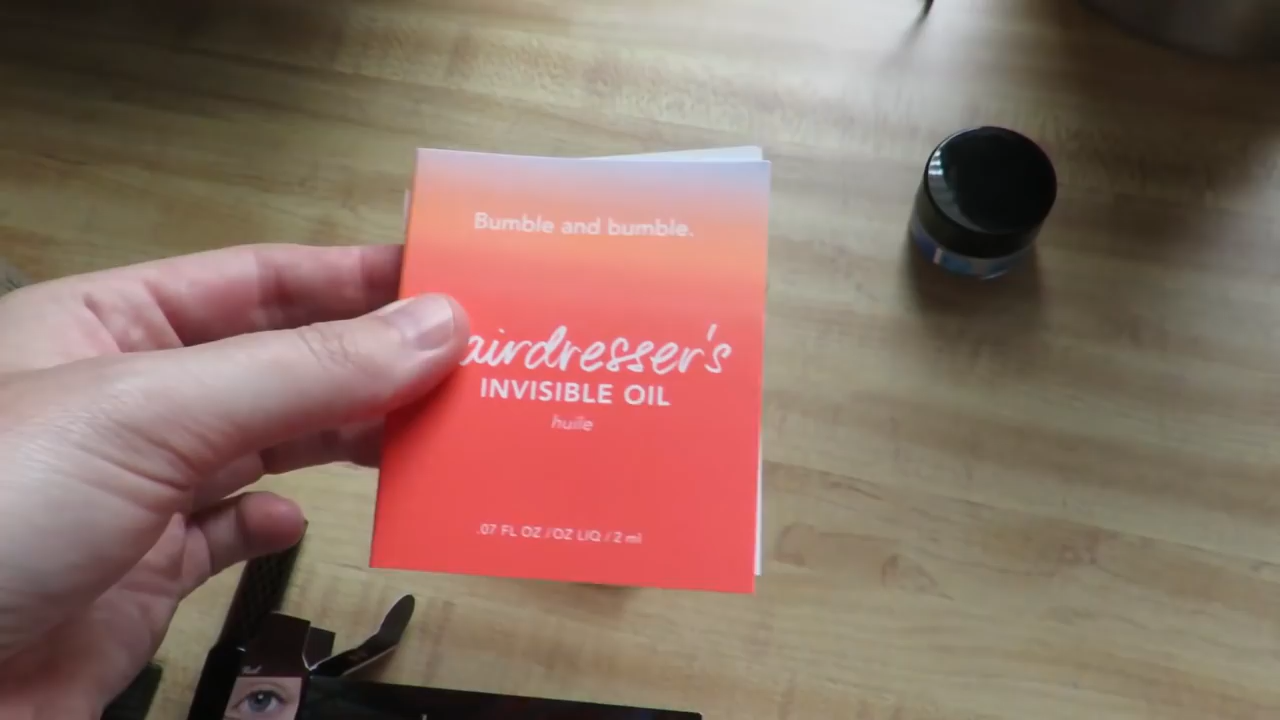 Bumble and bumble.
airdresser's
INVISIBLE OIL
huile
.07 FL OZ / OZ LIQ / 2 ml